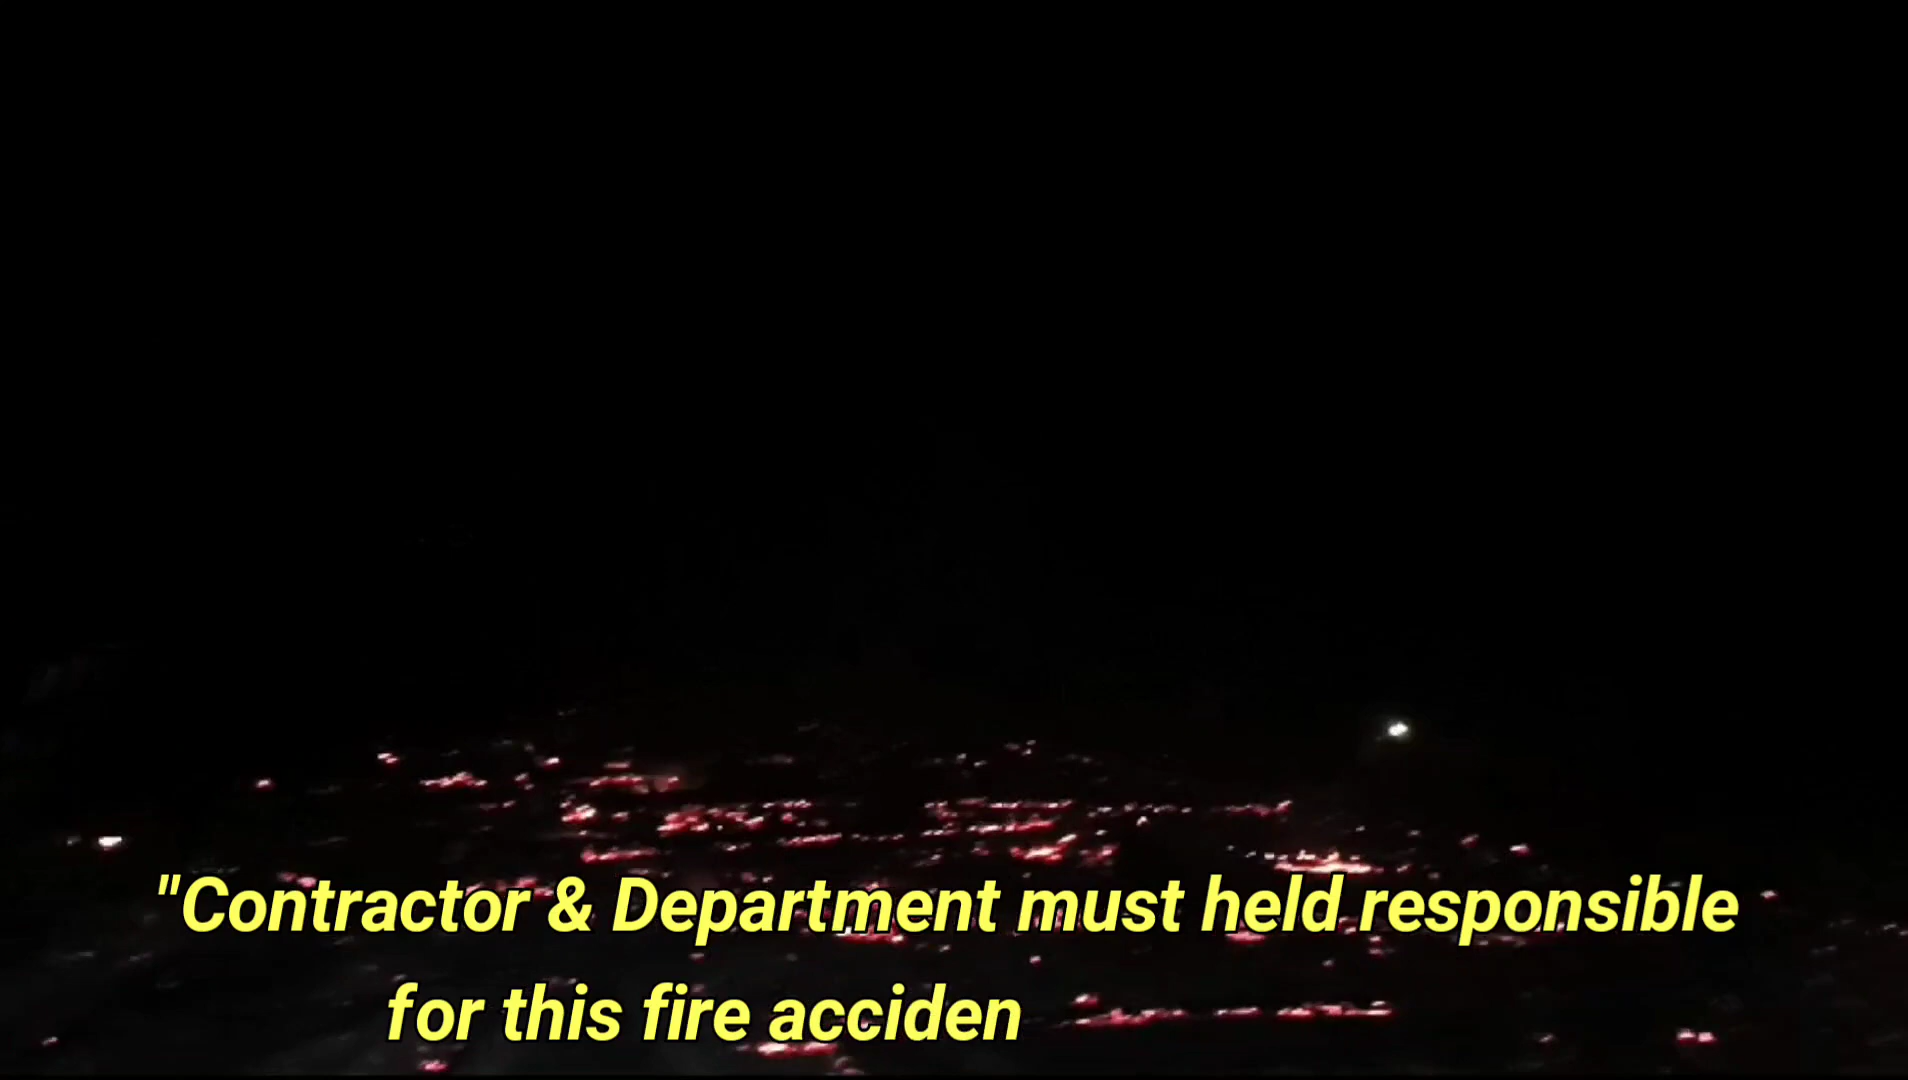 "Contractor & Department must held responsible
for this fire acciden